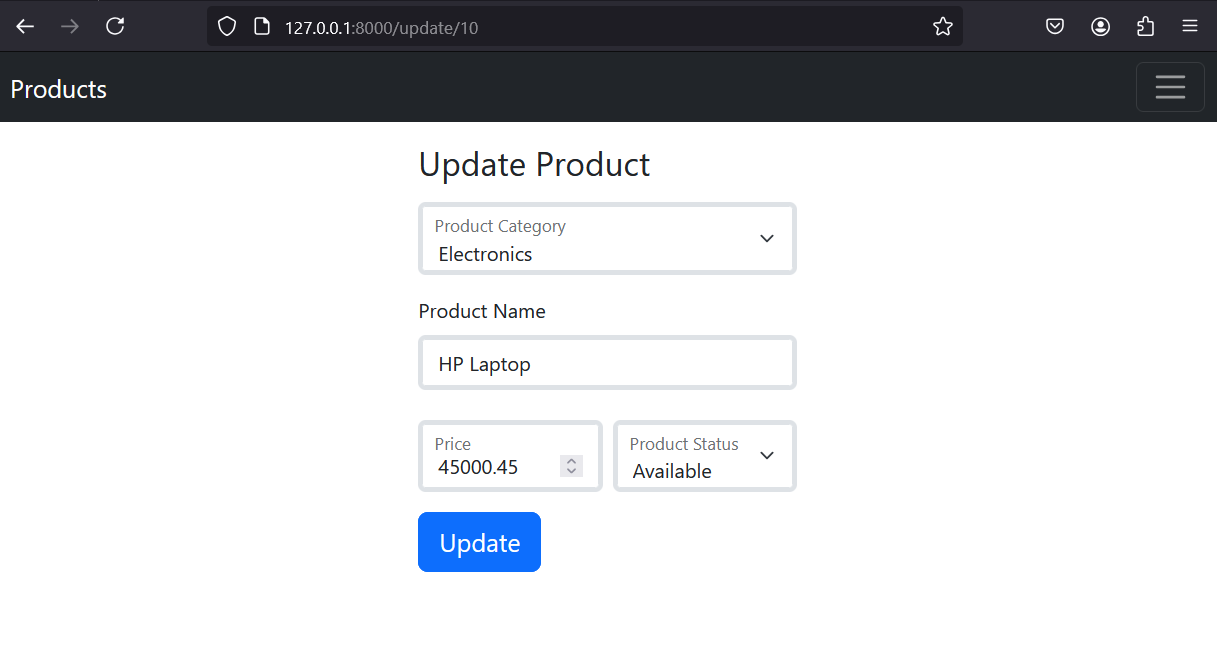 127.0.0.1:8000/update/10
Products
Update Product
Product Category
Electronics
Product Name
HP Laptop
Price
45000.45
Product Status
Available
Update